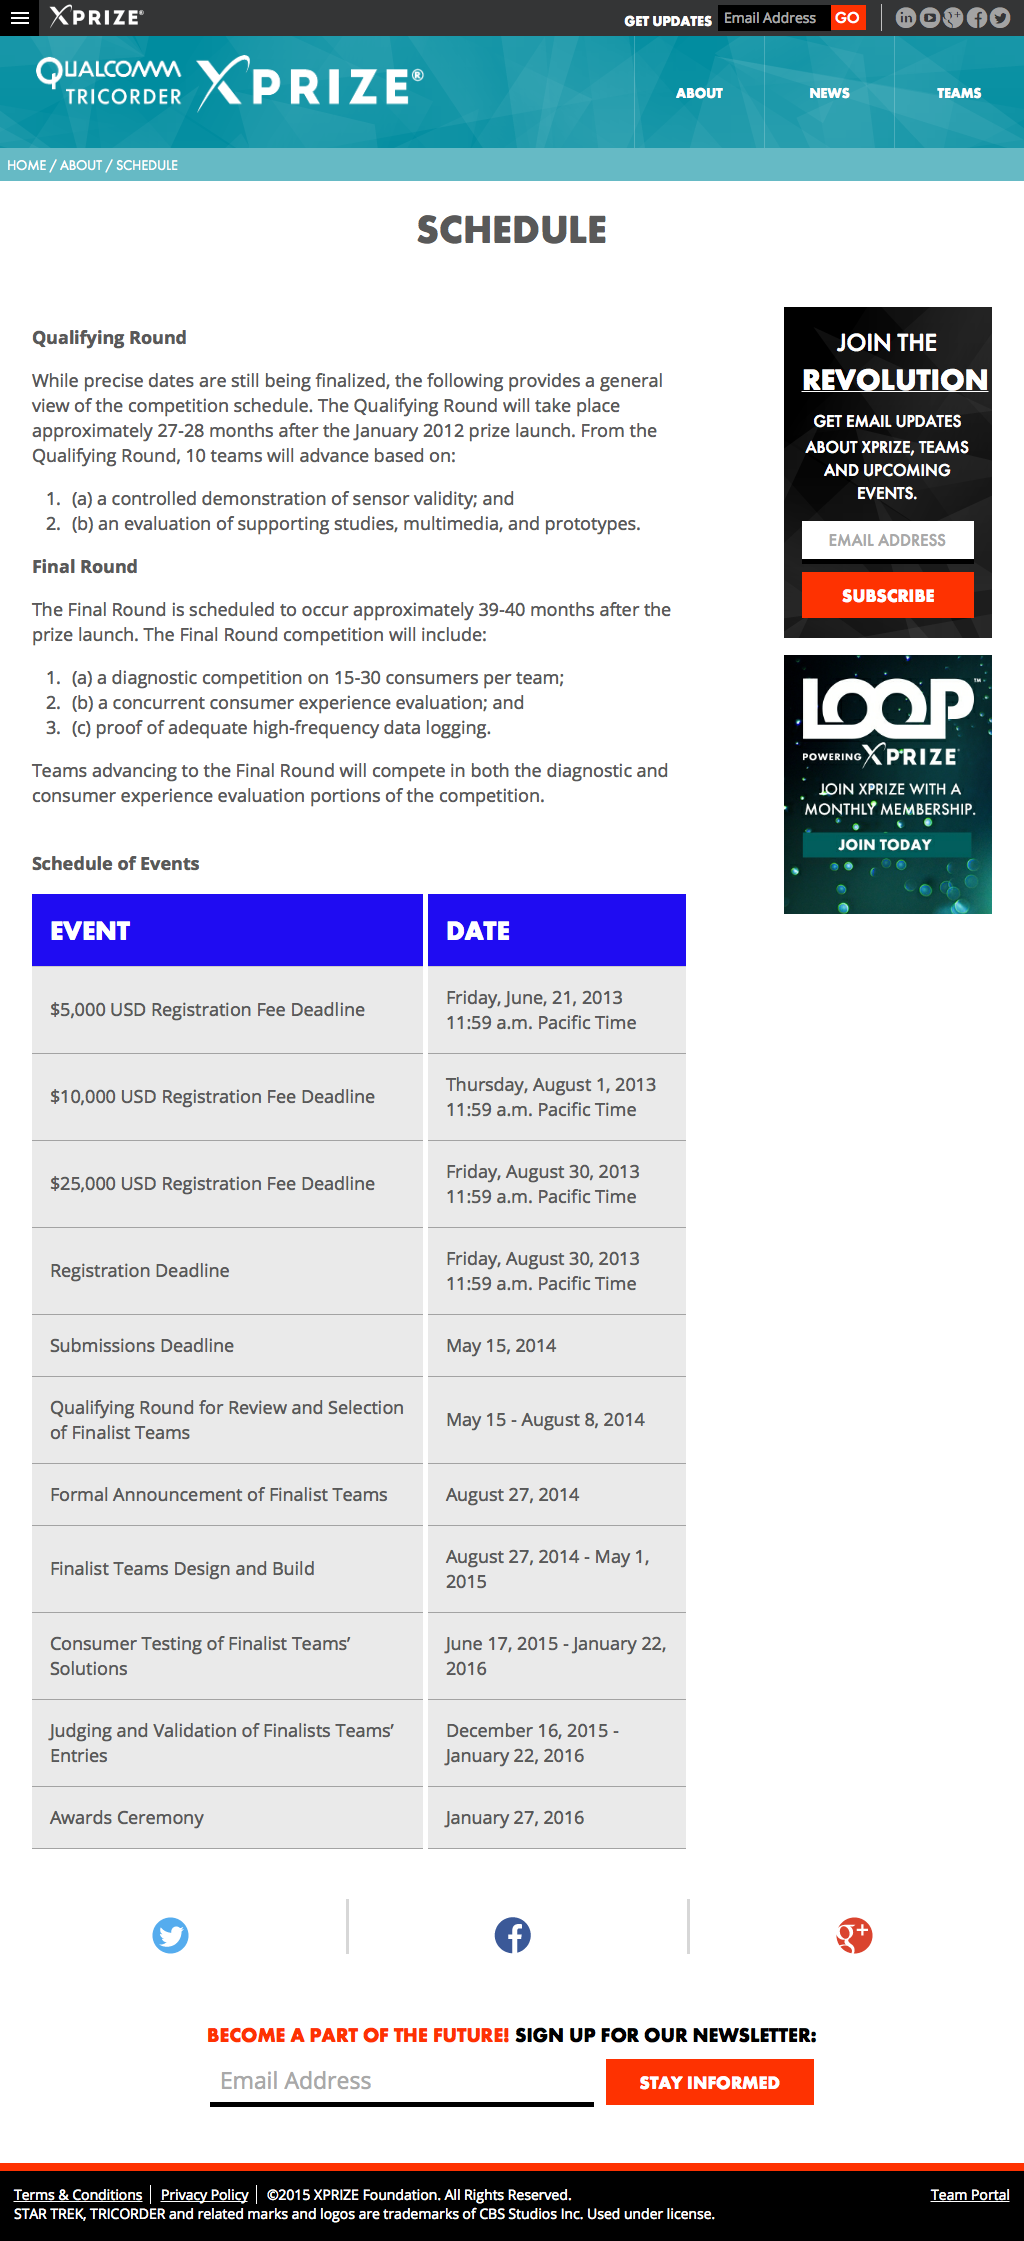 XPRIZE®
GET UPDATES Email Address GO
QUALCOMM
TRICORDER
XPRIZE®
ABOUT NEWS TEAMS
HOME / ABOUT / SCHEDULE
SCHEDULE
Qualifying Round
While precise dates are still being finalized, the following provides a general
view of the competition schedule. The Qualifying Round will take place
approximately 27-28 months after the January 2012 prize launch. From the
Qualifying Round, 10 teams will advance based on:
1. (a) a controlled demonstration of sensor validity; and
2. (b) an evaluation of supporting studies, multimedia, and prototypes.
Final Round
The Final Round is scheduled to occur approximately 39-40 months after the
prize launch. The Final Round competition will include:
1. (a) a diagnostic competition on 15-30 consumers per team;
2. (b) a concurrent consumer experience evaluation; and
3. (c) proof of adequate high-frequency data logging.
Teams advancing to the Final Round will compete in both the diagnostic and
consumer experience evaluation portions of the competition.
JOIN THE
REVOLUTION
GET EMAIL UPDATES
ABOUT XPRIZE, TEAMS
AND UPCOMING
EVENTS.
EMAIL ADDRESS
SUBSCRIBE
LOOP™
POWERING XPRIZE
JOIN XPRIZE WITH A
MONTHLY MEMBERSHIP.
JOIN TODAY
Schedule of Events
EVENT DATE
$5,000 USD Registration Fee Deadline
Friday, June, 21, 2013
11:59 a.m. Pacific Time
$10,000 USD Registration Fee Deadline
Thursday, August 1, 2013
11:59 a.m. Pacific Time
$25,000 USD Registration Fee Deadline
Friday, August 30, 2013
11:59 a.m. Pacific Time
Registration Deadline
Friday, August 30, 2013
11:59 a.m. Pacific Time
Submissions Deadline
May 15, 2014
Qualifying Round for Review and Selection
of Finalist Teams
May 15 - August 8, 2014
Formal Announcement of Finalist Teams
August 27, 2014
Finalist Teams Design and Build
August 27, 2014 - May 1,
2015
Consumer Testing of Finalist Teams’
Solutions
June 17, 2015 - January 22,
2016
Judging and Validation of Finalists Teams’
Entries
December 16, 2015 -
January 22, 2016
Awards Ceremony
January 27, 2016
BECOME A PART OF THE FUTURE! SIGN UP FOR OUR NEWSLETTER:
Email Address
STAY INFORMED
Terms & Conditions | Privacy Policy | ©2015 XPRIZE Foundation. All Rights Reserved.
Team Portal
STAR TREK, TRICORDER and related marks and logos are trademarks of CBS Studios Inc. Used under license.